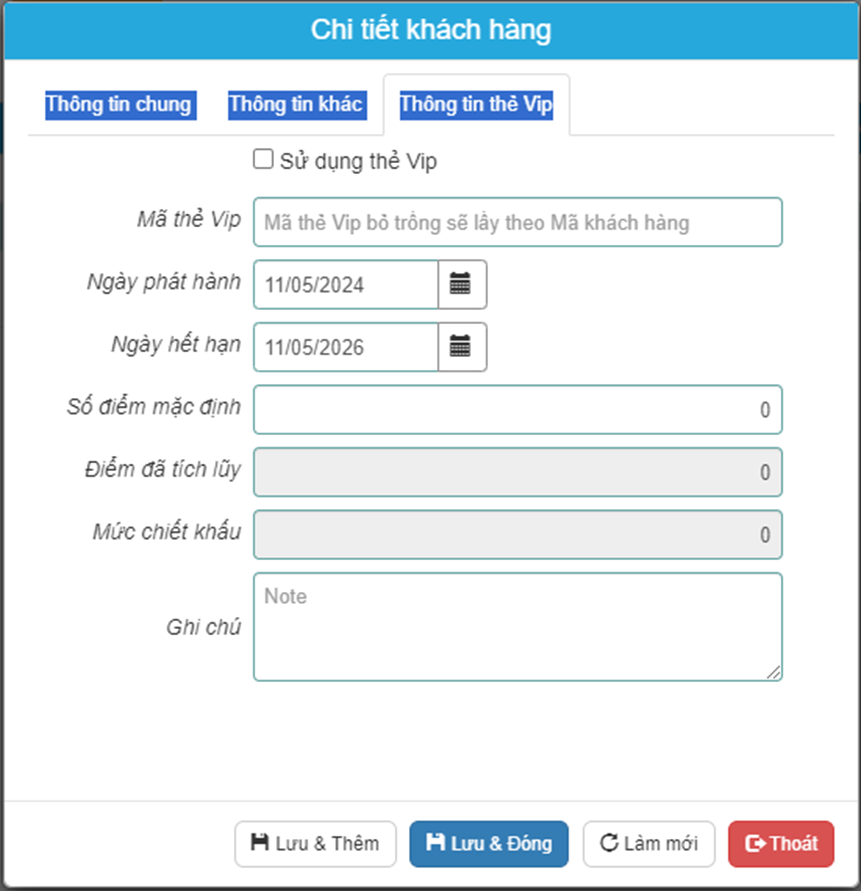 Chi tiết khách hàng
Thông tin chung Thông tin khác Thông tin thẻ Vip
Sử dụng thẻ Vip
Mã thẻ Vip Mã thẻ Vip bỏ trống sẽ lấy theo Mã khách hàng
Ngày phát hành 11/05/2024
Ngày hết hạn 11/05/2026
Số điểm mặc định 0
Điểm đã tích lũy 0
Mức chiết khấu 0
Ghi chú Note
Lưu & Thêm Lưu & Đóng Làm mới Thoát